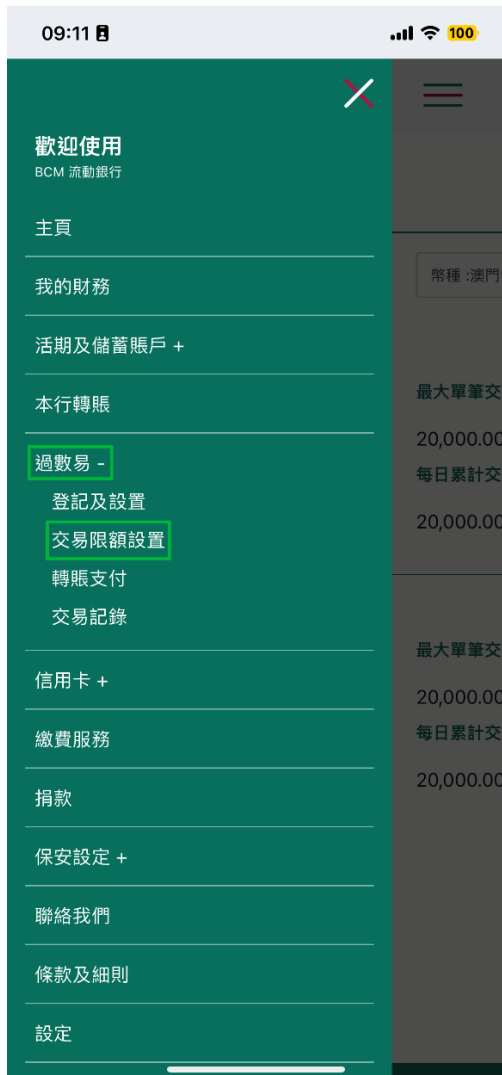 09:11
100
歡迎使用
BCM 流動銀行
主頁
我的財務
活期及儲蓄賬戶 +
本行轉賬
過數易 -
登記及設置
交易限額設置
轉賬支付
交易記錄
信用卡 +
繳費服務
捐款
保安設定 +
聯絡我們
條款及細則
設定
幣種 :澳門
最大單筆交
20,000.00
每日累計交
20,000.00
最大單筆交
20,000.00
每日累計交
20,000.00